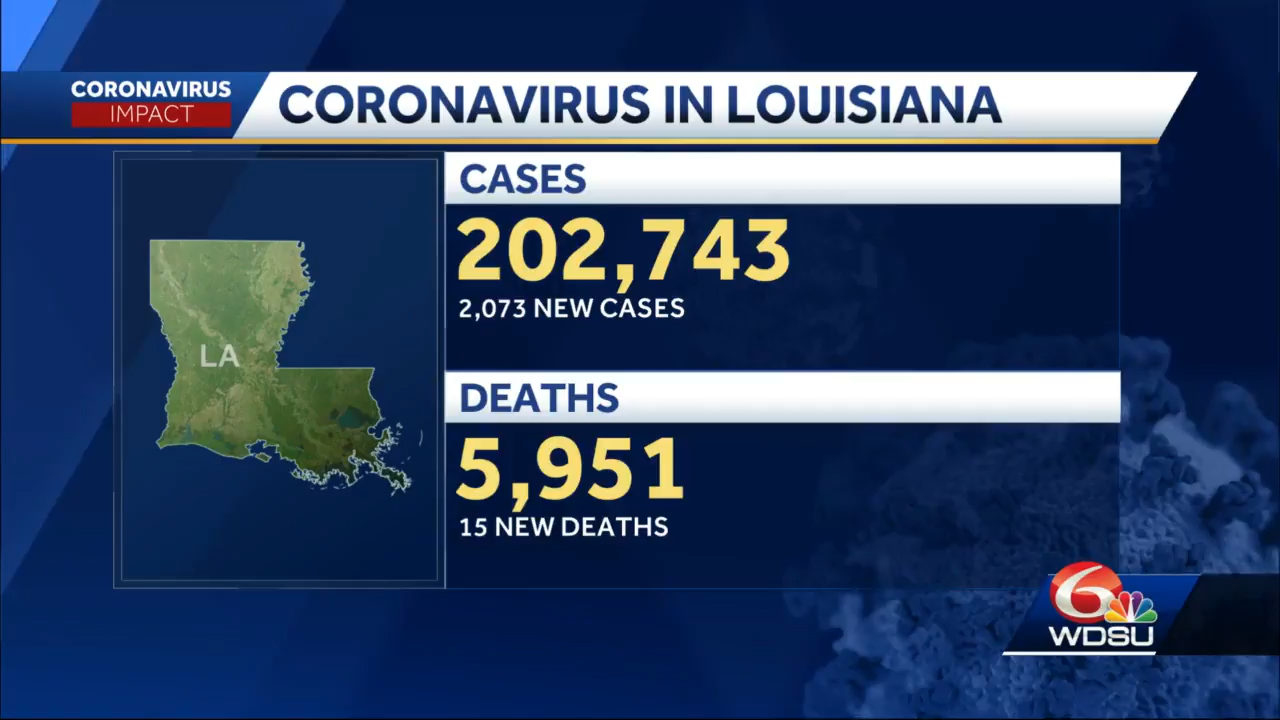 CORONAVIRUS
IMPACT
CORONAVIRUS IN LOUISIANA
CASES
202,743
2,073 NEW CASES
LA
DEATHS
5,951
15 NEW DEATHS
6
WDSU